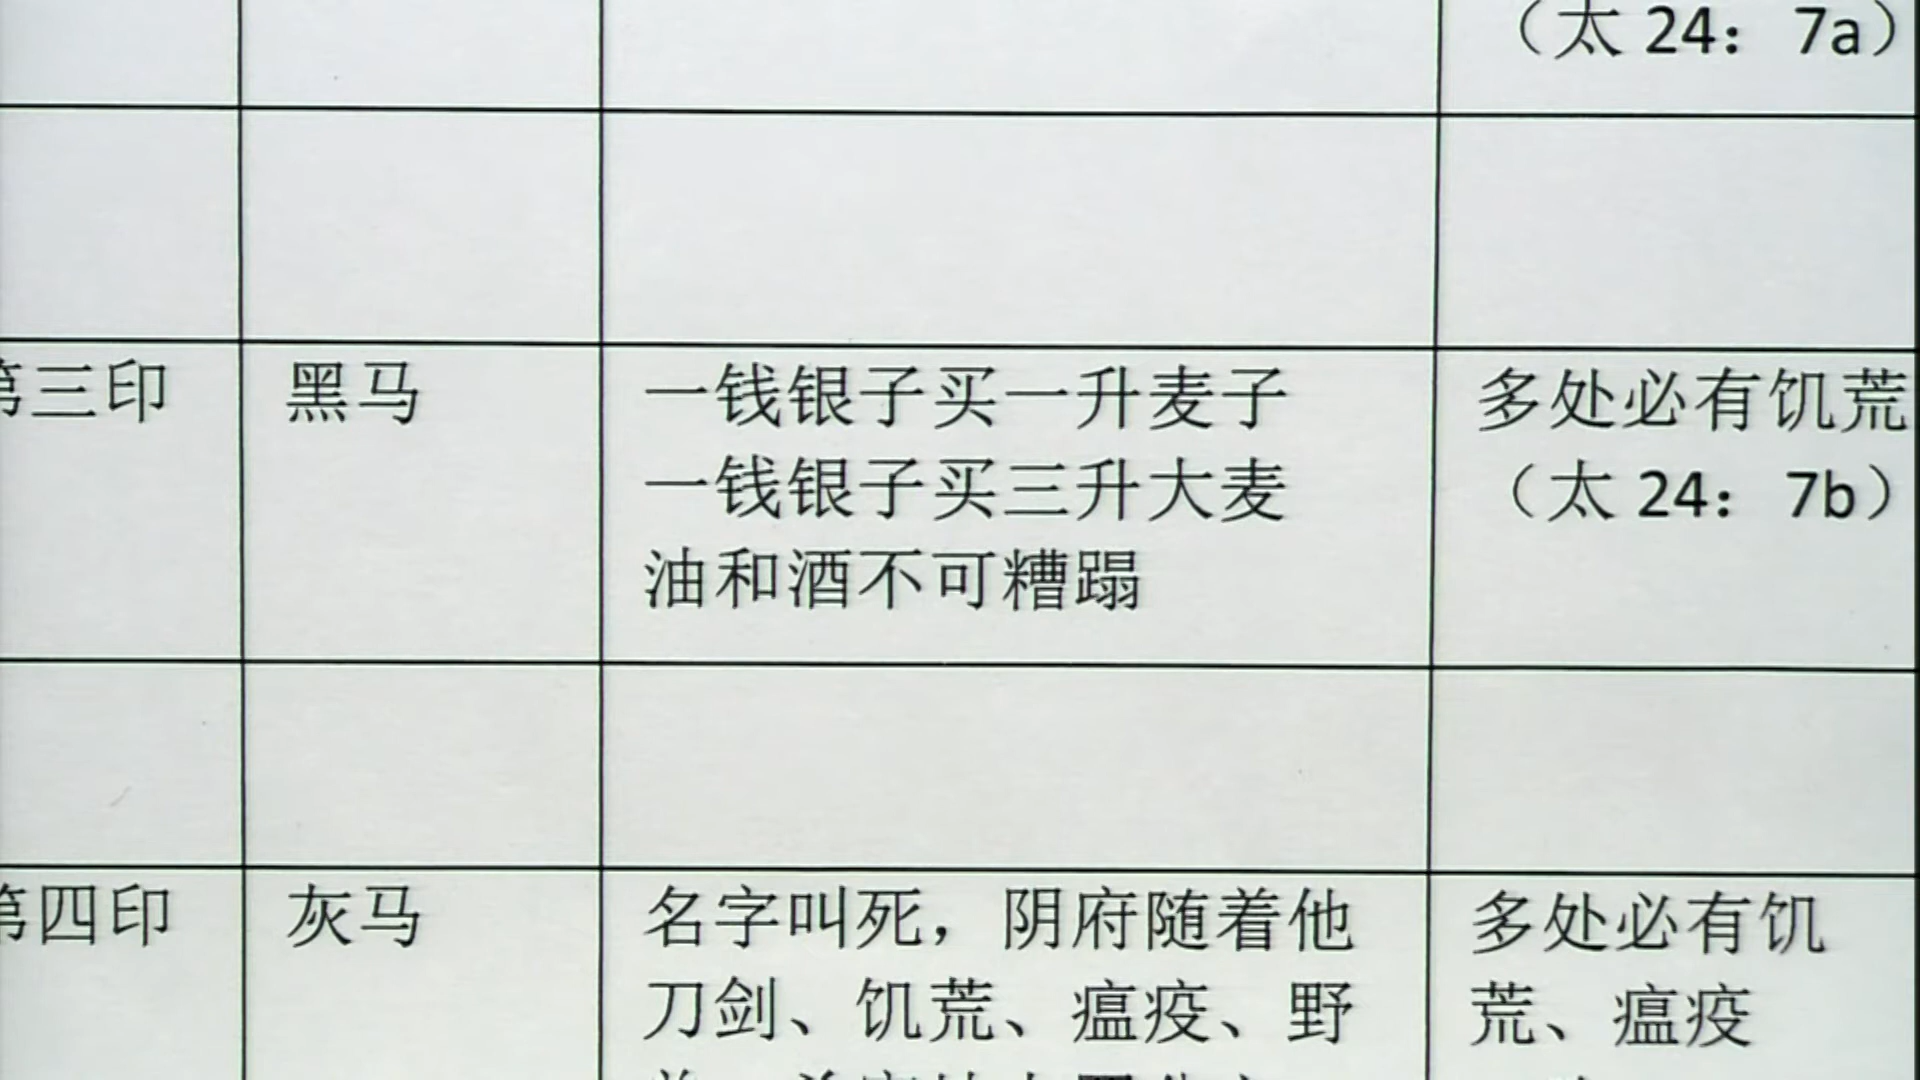 （太 24：7a）
第三印
黑马
一钱银子买一升麦子
一钱银子买三升大麦
油和酒不可糟蹋
多处必有饥荒
（太 24：7b）
第四印
灰马
名字叫死，阴府随着他
刀剑、饥荒、瘟疫、野
多处必有饥
荒、瘟疫